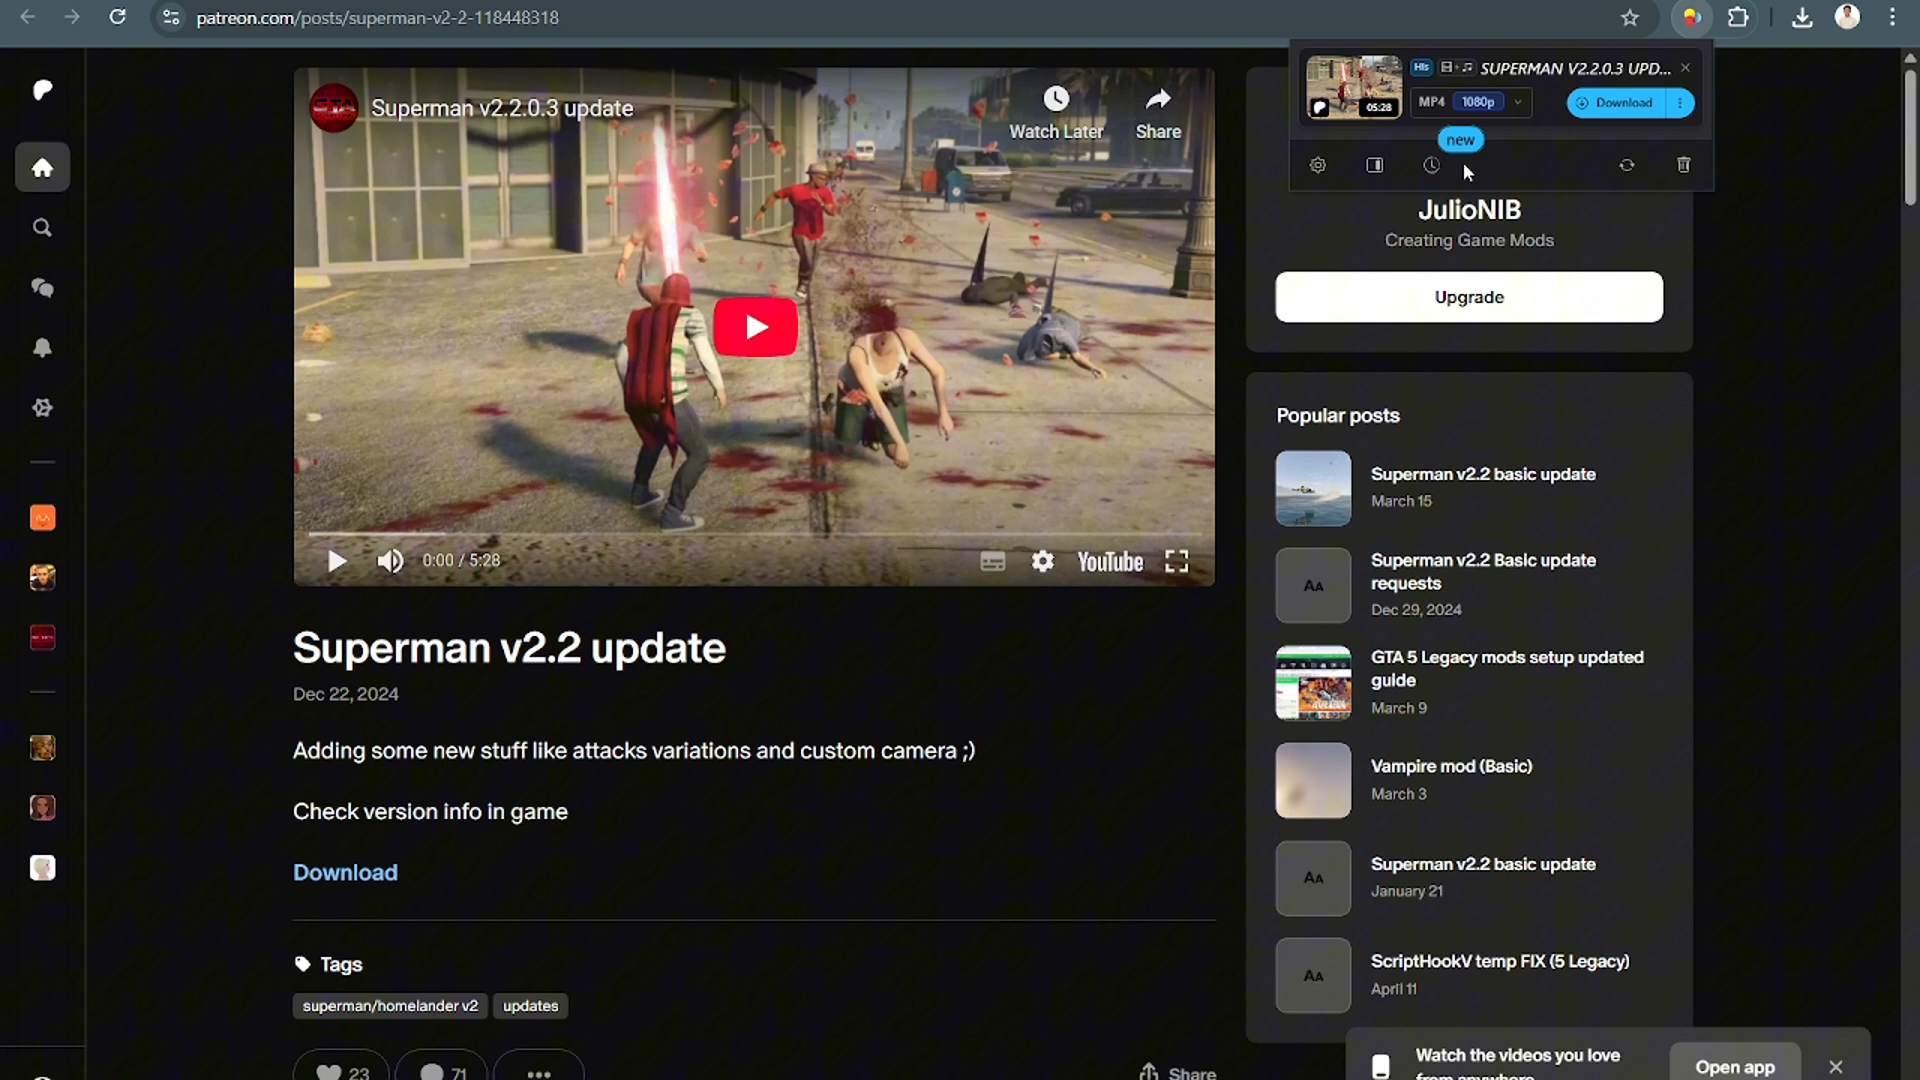 patreon.com/posts/superman-v2-2-118448318
Superman v2.2.0.3 update
Watch Later
Share
0:00 / 5:28
YouTube
05:28
Hls
SUPERMAN V2.2.0.3 UPD...
MP4
1080p
Download
new
JulioNIB
Creating Game Mods
Upgrade
Superman v2.2 update
Dec 22, 2024
Adding some new stuff like attacks variations and custom camera ;)
Check version info in game
Download
Tags
superman/homelander v2
updates
23
71
Share
Popular posts
Superman v2.2 basic update
March 15
AA
Superman v2.2 Basic update
requests
Dec 29, 2024
GTA 5 Legacy mods setup updated
guide
March 9
Vampire mod (Basic)
March 3
AA
Superman v2.2 basic update
January 21
AA
ScriptHookV temp FIX (5 Legacy)
April 11
Watch the videos you love
from anywhere
Open app